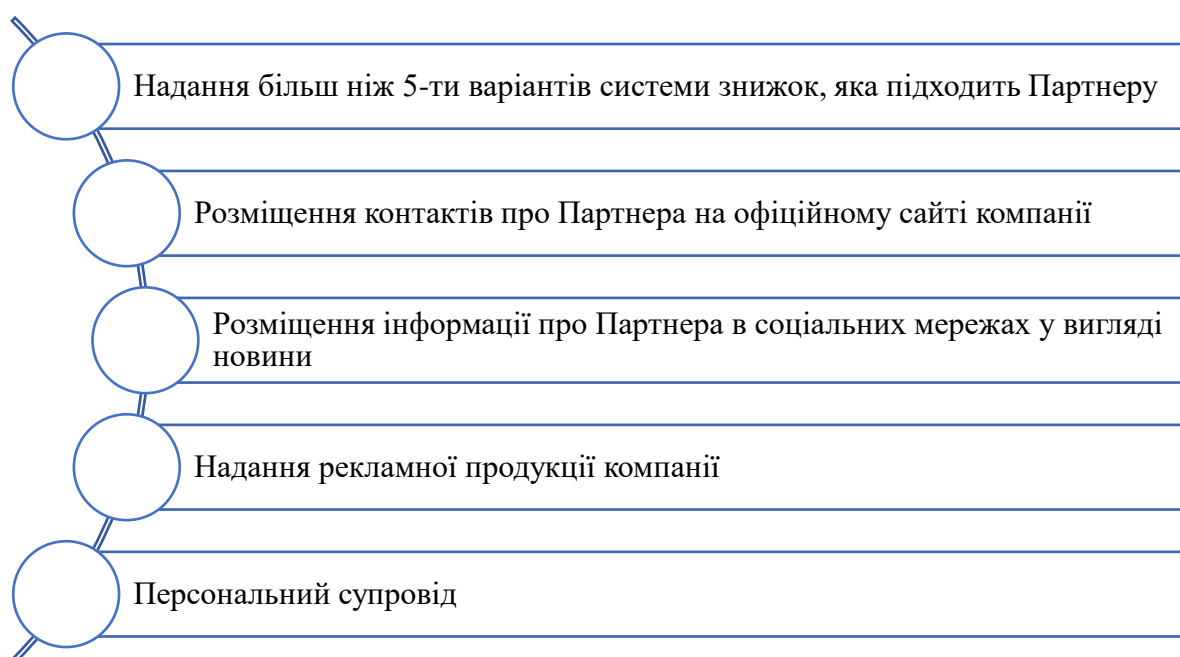 Надання більш ніж 5-ти варіантів системи знижок, яка підходить Партнеру
Розміщення контактів про Партнера на офіційному сайті компанії
Розміщення інформації про Партнера в соціальних мережах у вигляді
новини
Надання рекламної продукції компанії
Персональний супровід